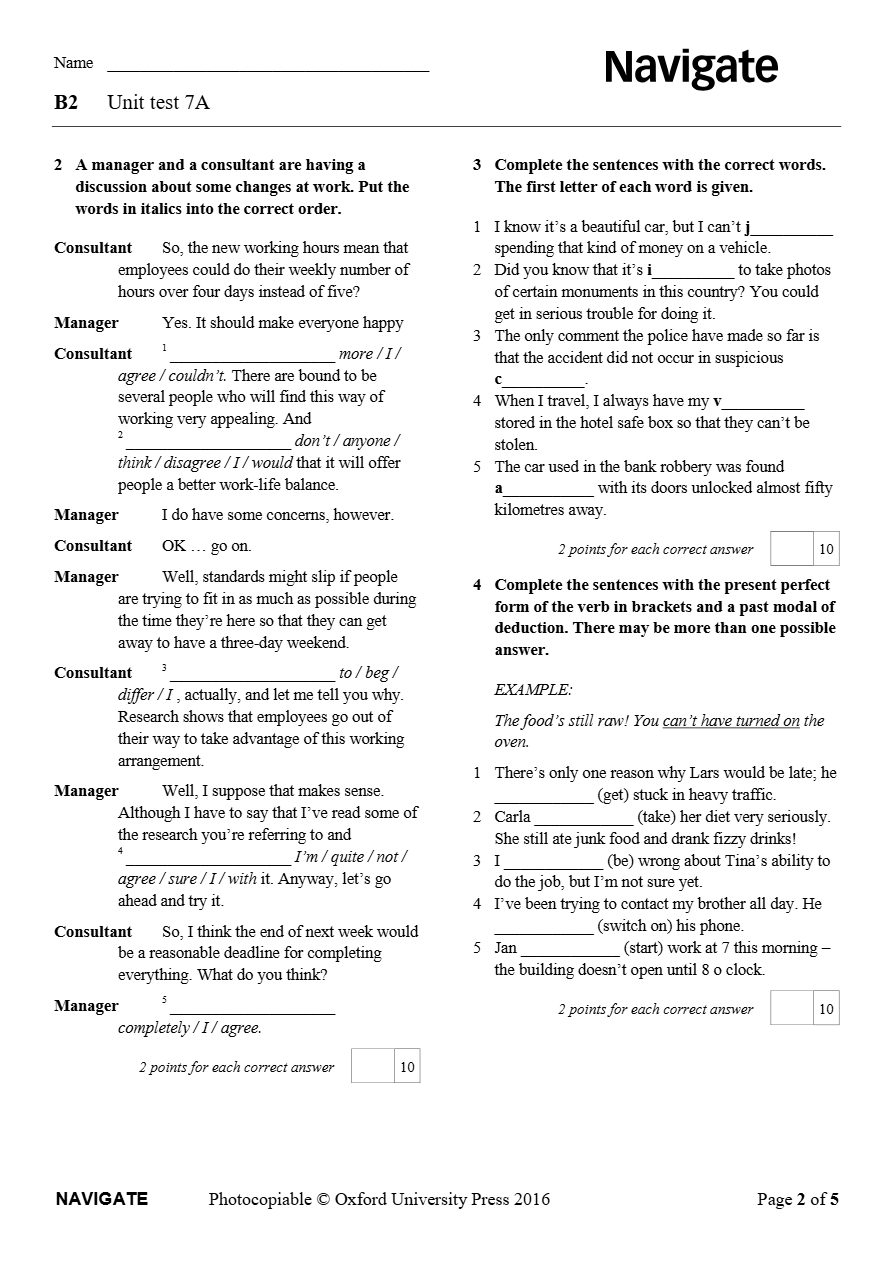 Name ______________________________________
Navigate
B2 Unit test 7A
2 A manager and a consultant are having a
discussion about some changes at work. Put the
words in italics into the correct order.
Consultant So, the new working hours mean that
employees could do their weekly number of
hours over four days instead of five?
Manager Yes. It should make everyone happy
Consultant 1 ____________________ more / I /
agree / couldn’t. There are bound to be
several people who will find this way of
working very appealing. And
2 ____________________ don’t / anyone /
think / disagree / I / would that it will offer
people a better work-life balance.
Manager I do have some concerns, however.
Consultant OK … go on.
Manager Well, standards might slip if people
are trying to fit in as much as possible during
the time they’re here so that they can get
away to have a three-day weekend.
Consultant 3 ____________________ to / beg /
differ / I , actually, and let me tell you why.
Research shows that employees go out of
their way to take advantage of this working
arrangement.
Manager Well, I suppose that makes sense.
Although I have to say that I’ve read some of
the research you’re referring to and
4 ____________________ I’m / quite / not /
agree / sure / I / with it. Anyway, let’s go
ahead and try it.
Consultant So, I think the end of next week would
be a reasonable deadline for completing
everything. What do you think?
Manager 5 ____________________
completely / I / agree.
2 points for each correct answer 10
3 Complete the sentences with the correct words.
The first letter of each word is given.
1 I know it’s a beautiful car, but I can’t j__________
spending that kind of money on a vehicle.
2 Did you know that it’s i__________ to take photos
of certain monuments in this country? You could
get in serious trouble for doing it.
3 The only comment the police have made so far is
that the accident did not occur in suspicious
c__________.
4 When I travel, I always have my v__________
stored in the hotel safe box so that they can’t be
stolen.
5 The car used in the bank robbery was found
a___________ with its doors unlocked almost fifty
kilometres away.
2 points for each correct answer 10
4 Complete the sentences with the present perfect
form of the verb in brackets and a past modal of
deduction. There may be more than one possible
answer.
EXAMPLE:
The food’s still raw! You can’t have turned on the
oven.
1 There’s only one reason why Lars would be late; he
____________ (get) stuck in heavy traffic.
2 Carla ____________ (take) her diet very seriously.
She still ate junk food and drank fizzy drinks!
3 I ____________ (be) wrong about Tina’s ability to
do the job, but I’m not sure yet.
4 I’ve been trying to contact my brother all day. He
____________ (switch on) his phone.
5 Jan ____________ (start) work at 7 this morning –
the building doesn’t open until 8 o clock.
2 points for each correct answer 10
NAVIGATE Photocopiable © Oxford University Press 2016 Page 2 of 5